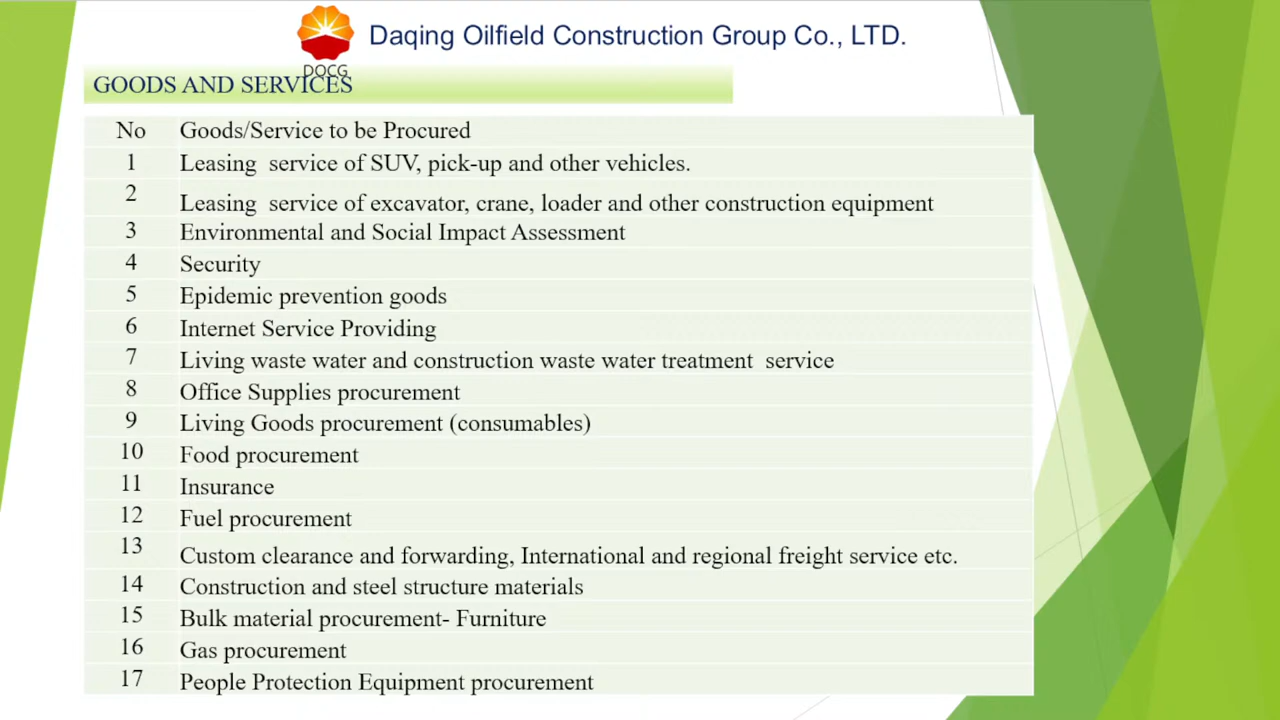 Daqing Oilfield Construction Group Co., LTD.
DOCG
GOODS AND SERVICES
No Goods/Service to be Procured
1 Leasing service of SUV, pick-up and other vehicles.
2 Leasing service of excavator, crane, loader and other construction equipment
3 Environmental and Social Impact Assessment
4 Security
5 Epidemic prevention goods
6 Internet Service Providing
7 Living waste water and construction waste water treatment service
8 Office Supplies procurement
9 Living Goods procurement (consumables)
10 Food procurement
11 Insurance
12 Fuel procurement
13 Custom clearance and forwarding, International and regional freight service etc.
14 Construction and steel structure materials
15 Bulk material procurement- Furniture
16 Gas procurement
17 People Protection Equipment procurement